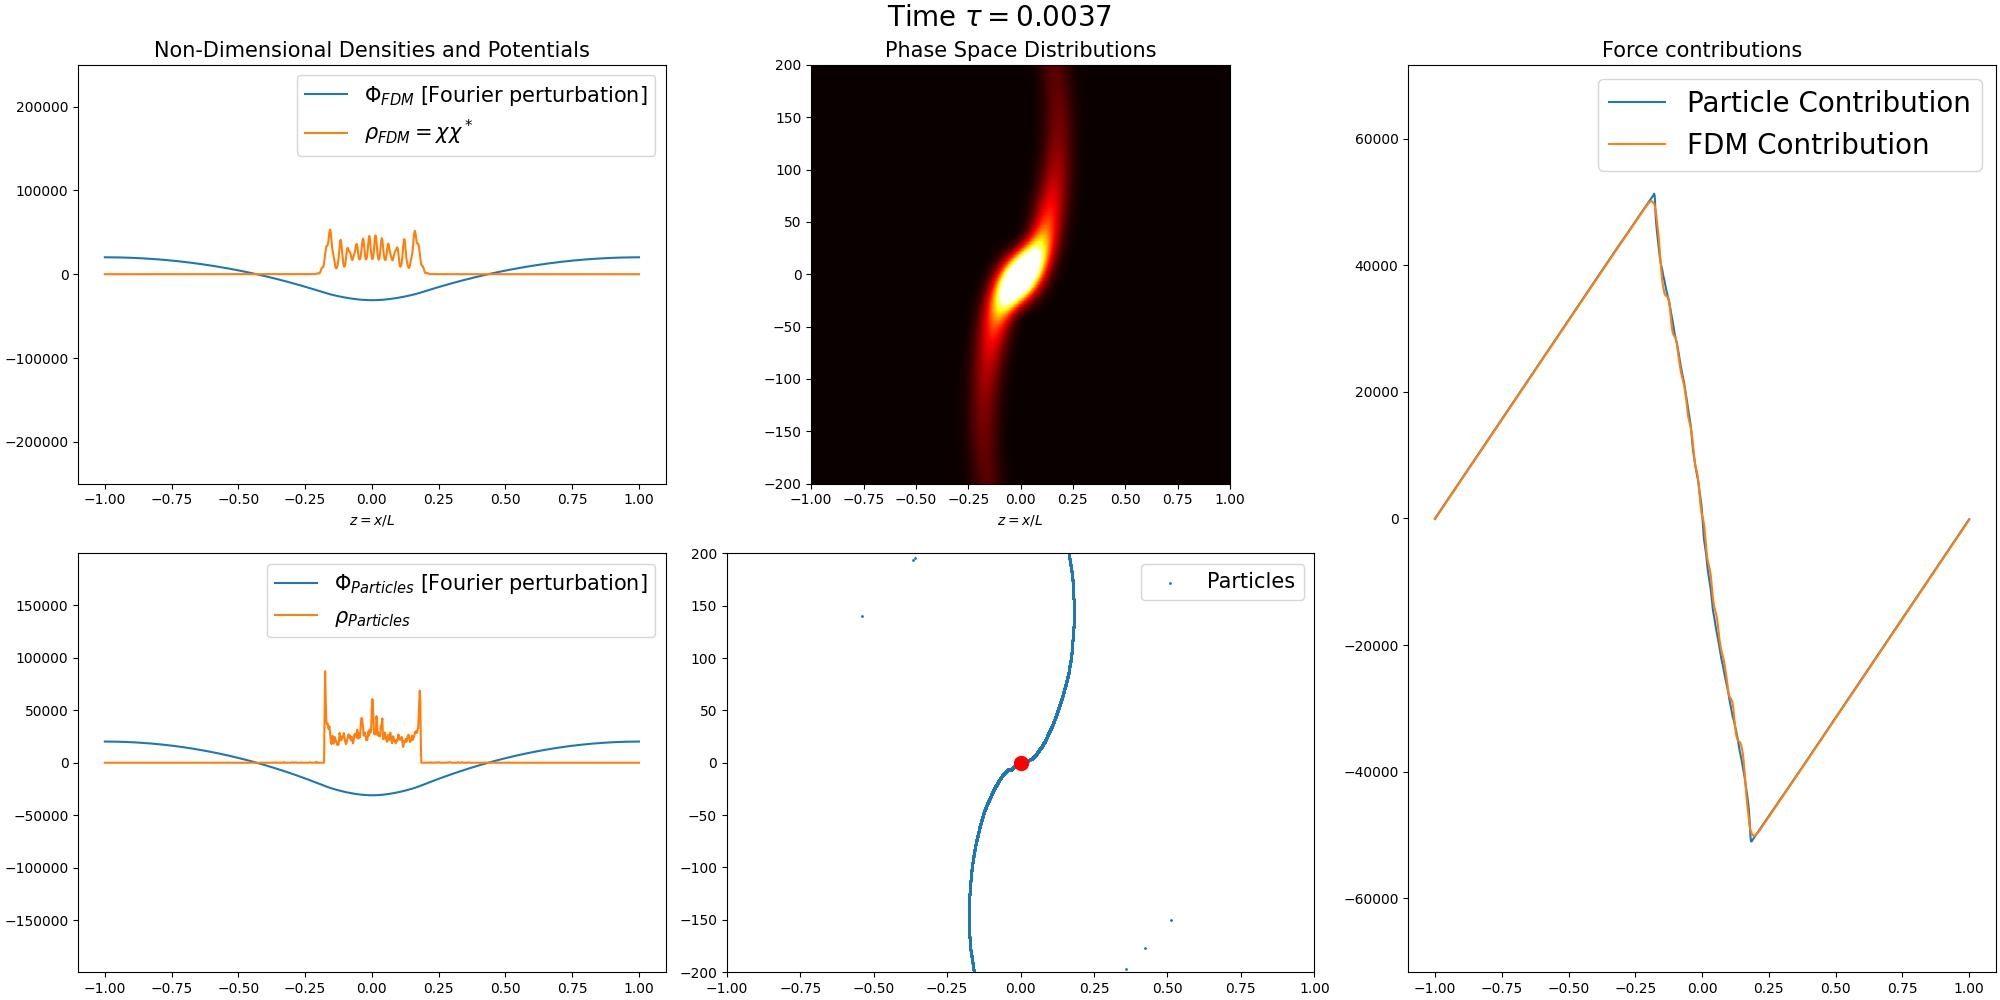 Time τ = 0.0037
Non-Dimensional Densities and Potentials
Φ_FDM [Fourier perturbation]
ρ_FDM = χχ*
200000
100000
0
−100000
−200000
−1.00 −0.75 −0.50 −0.25 0.00 0.25 0.50 0.75 1.00
z = x/L
Phase Space Distributions
200
150
100
50
0
−50
−100
−150
−200
−1.00 −0.75 −0.50 −0.25 0.00 0.25 0.50 0.75 1.00
z = x/L
Force contributions
Particle Contribution
FDM Contribution
60000
40000
20000
0
−20000
−40000
−60000
−1.00 −0.75 −0.50 −0.25 0.00 0.25 0.50 0.75 1.00
Φ_Particles [Fourier perturbation]
ρ_Particles
150000
100000
50000
0
−50000
−100000
−150000
−1.00 −0.75 −0.50 −0.25 0.00 0.25 0.50 0.75 1.00
Particles
200
150
100
50
0
−50
−100
−150
−200
−1.00 −0.75 −0.50 −0.25 0.00 0.25 0.50 0.75 1.00